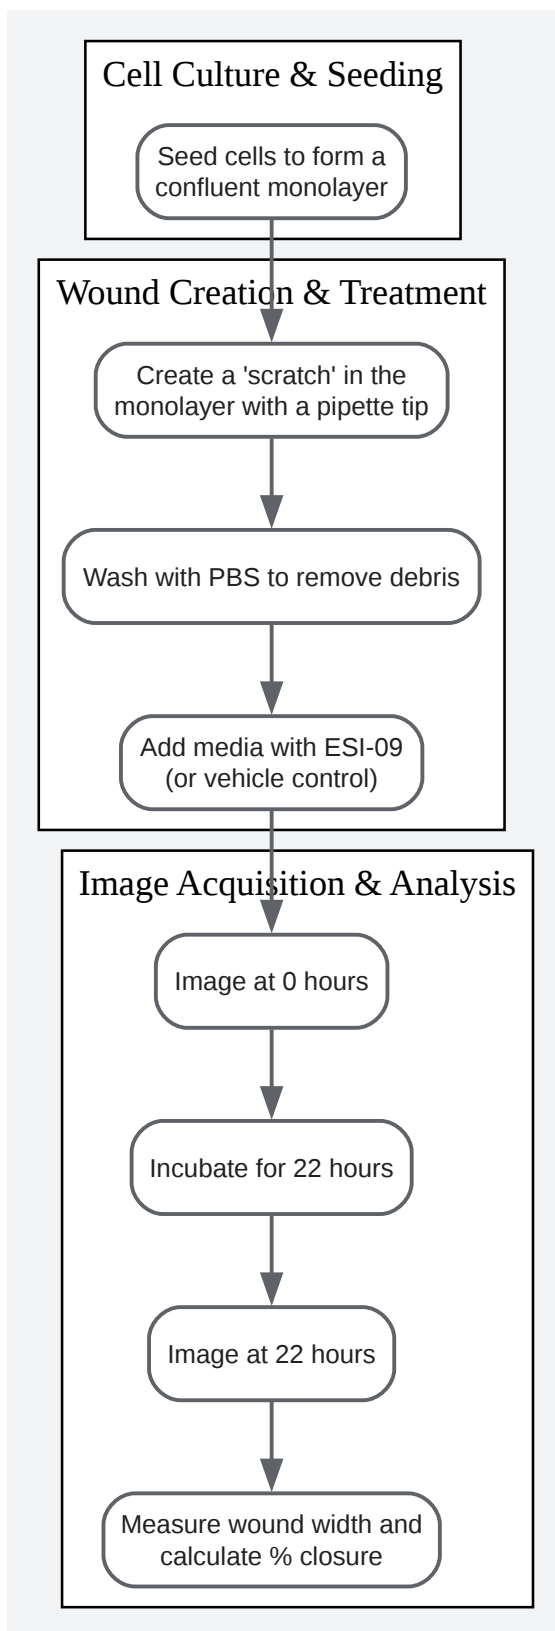 Cell Culture & Seeding
Seed cells to form a
confluent monolayer
Wound Creation & Treatment
Create a 'scratch' in the
monolayer with a pipette tip
Wash with PBS to remove debris
Add media with ESI-09
(or vehicle control)
Image Acquisition & Analysis
Image at 0 hours
Incubate for 22 hours
Image at 22 hours
Measure wound width and
calculate % closure